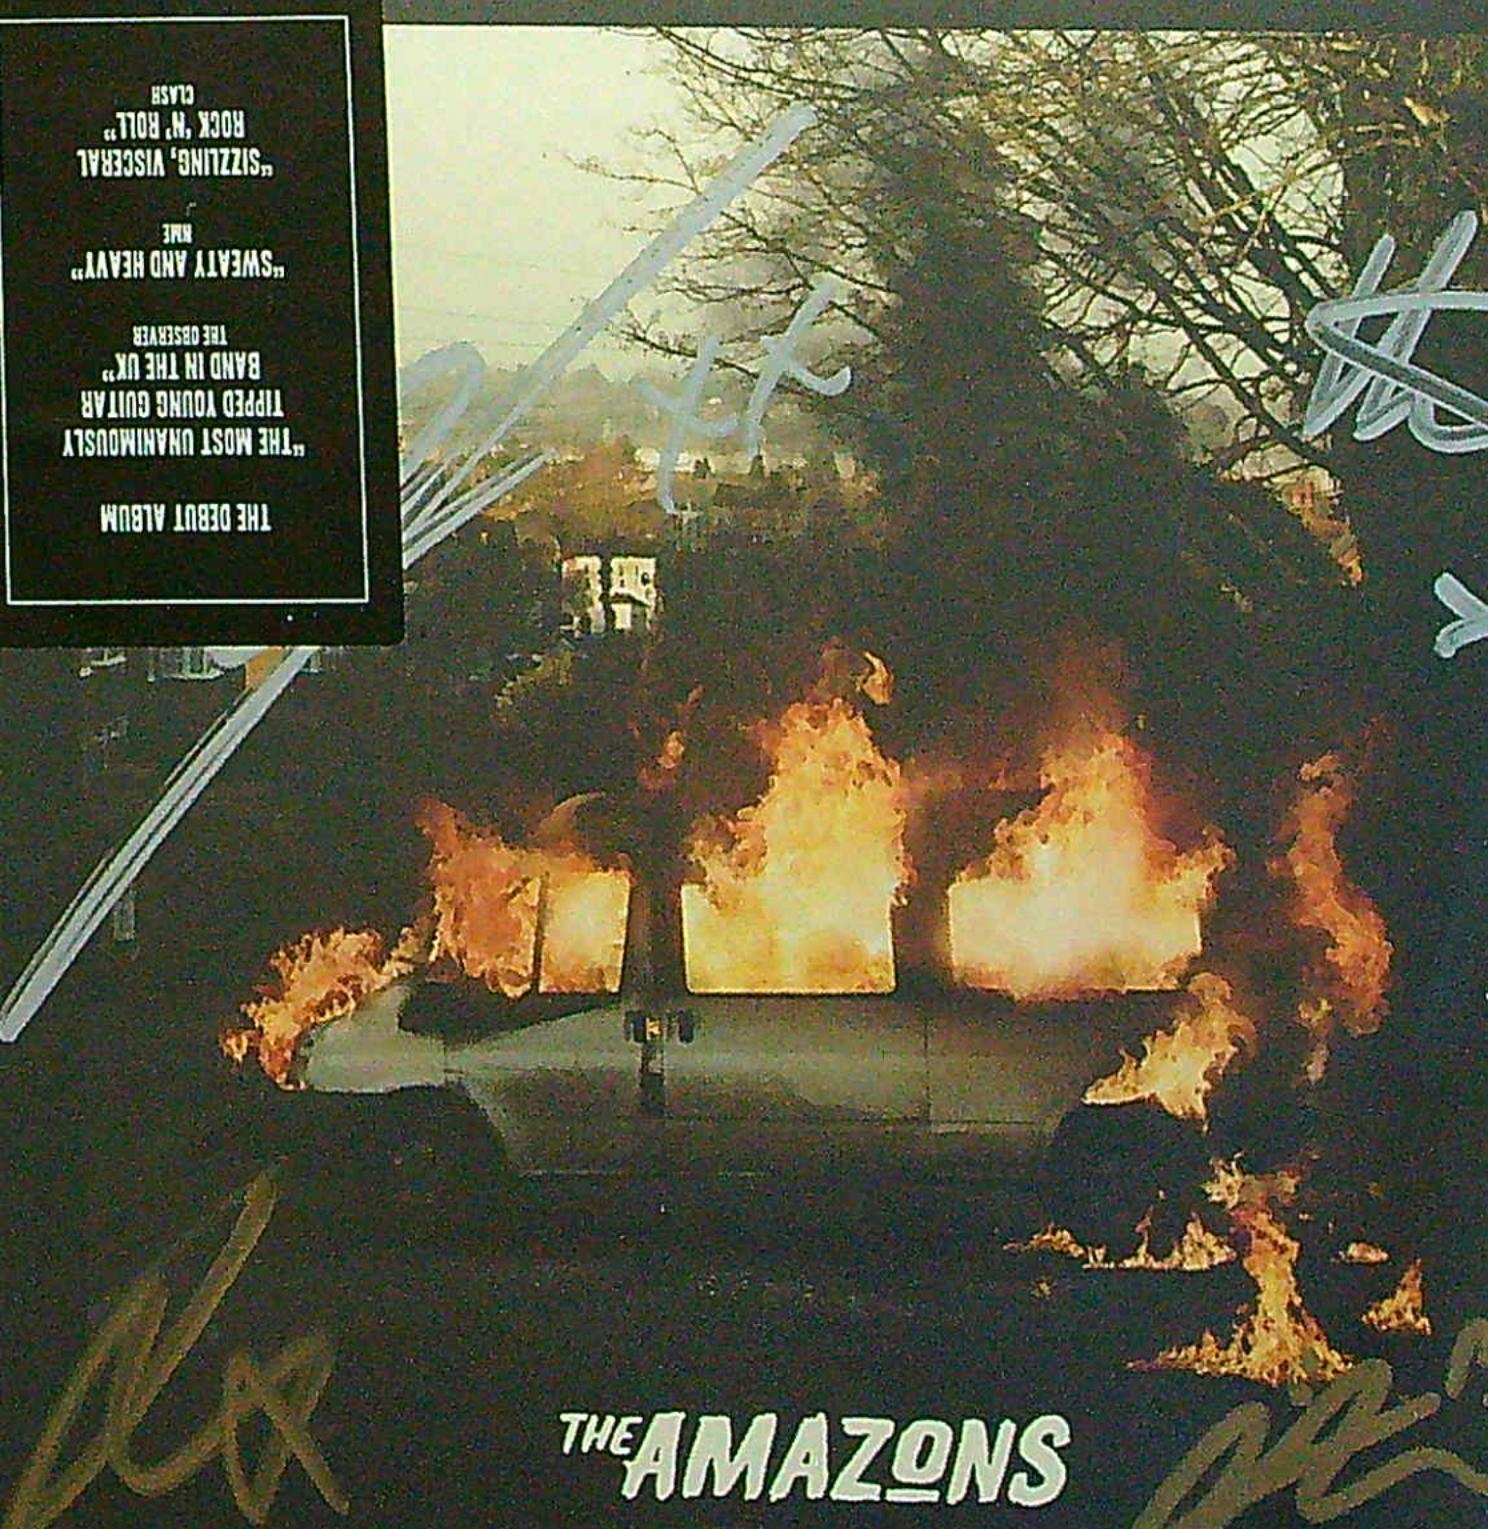 THE DEBUT ALBUM
"THE MOST UNANIMOUSLY
TIPPED YOUNG GUITAR
BAND IN THE UK"
THE OBSERVER
"SWEATY AND HEAVY"
NME
"SIZZLING, VISCERAL
ROCK 'N' ROLL"
CLASH
THE AMAZONS